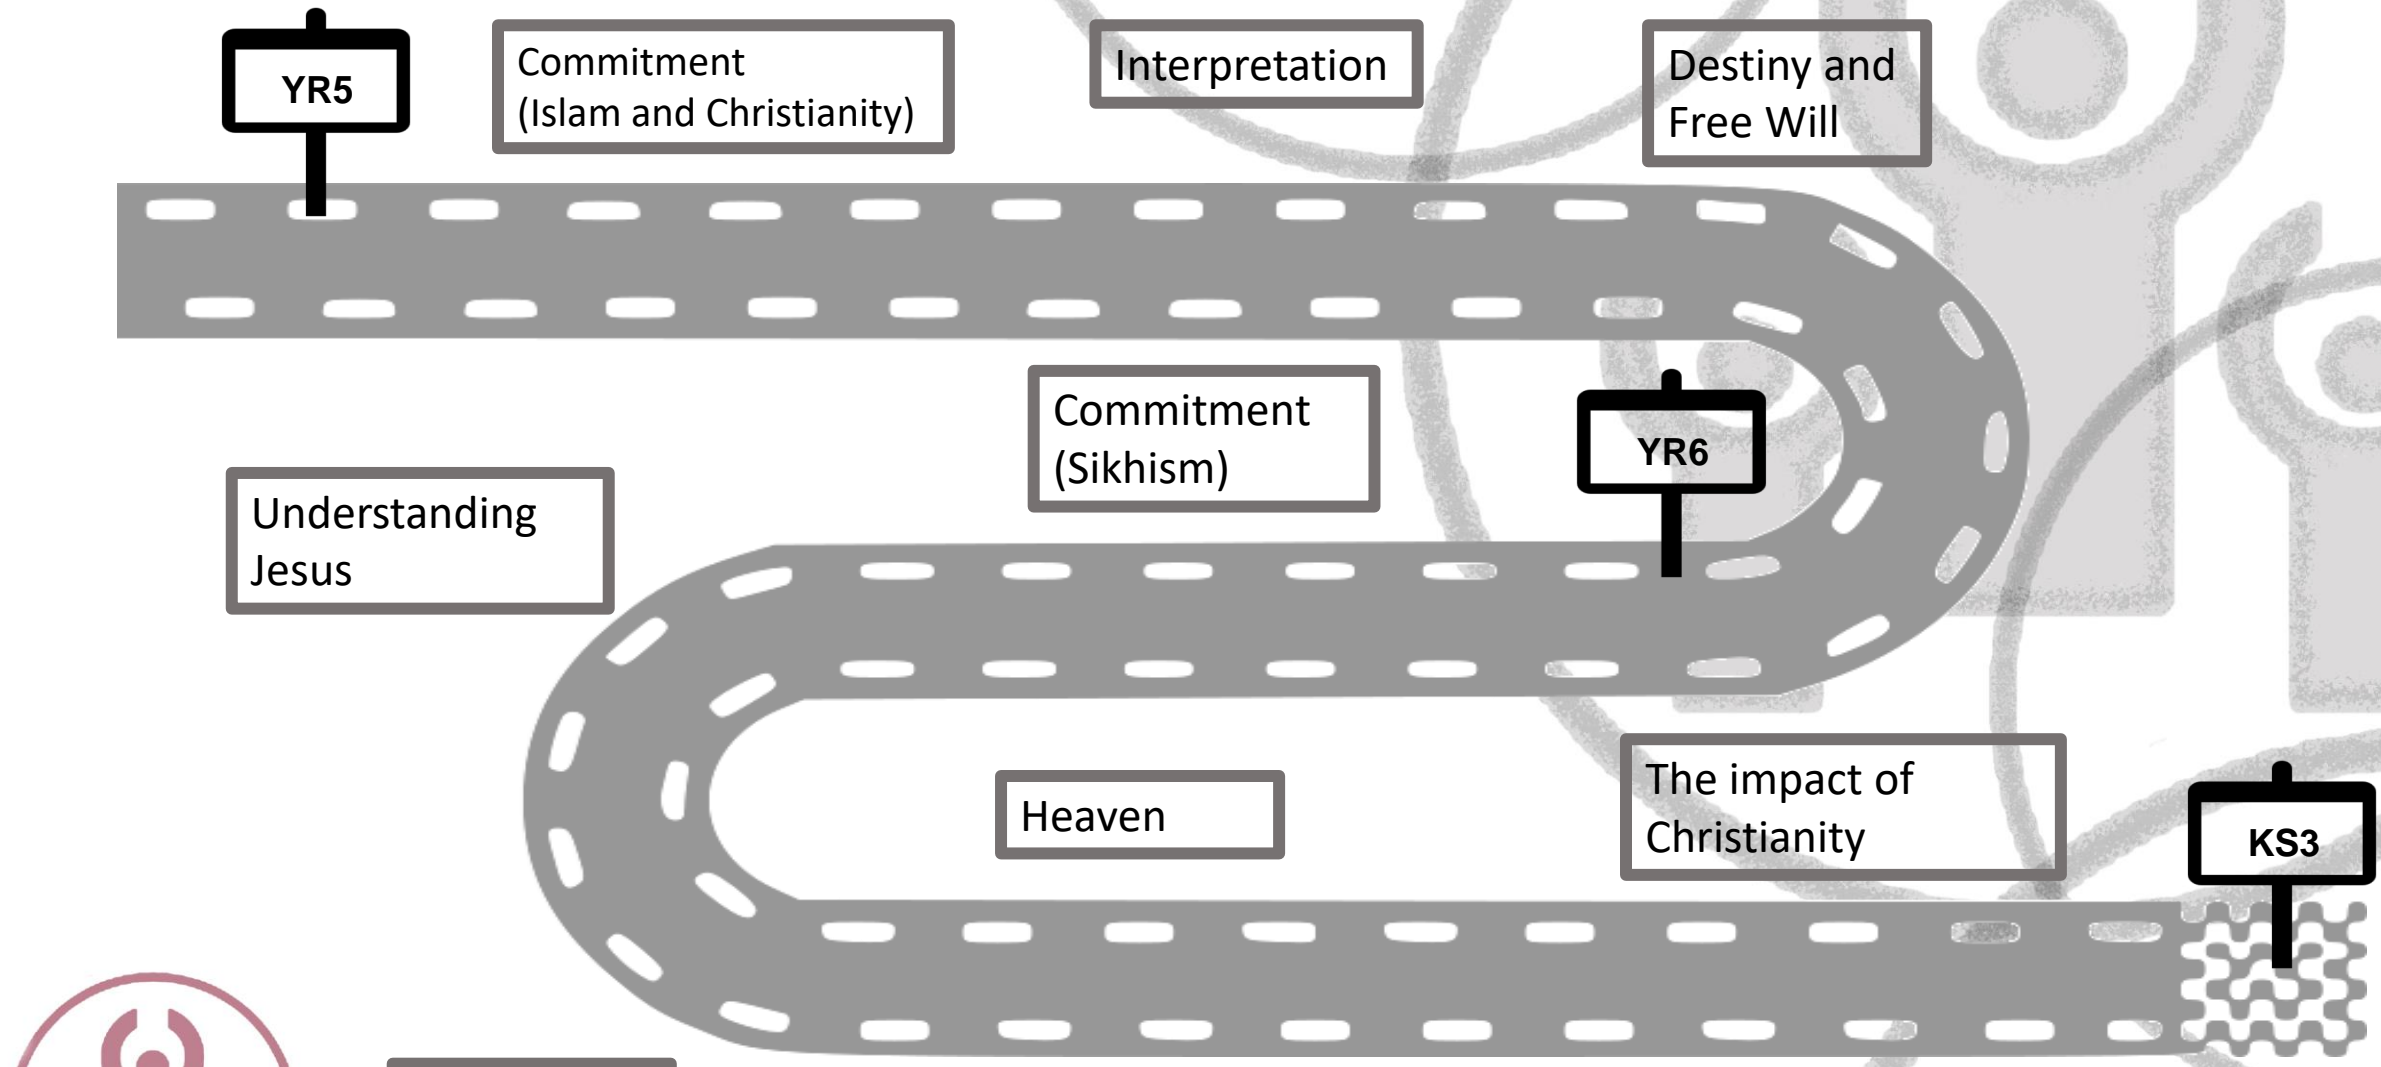 YR5
Commitment
(Islam and Christianity)
Interpretation
Destiny and
Free Will
Commitment
(Sikhism)
YR6
Understanding
Jesus
Heaven
The impact of
Christianity
KS3